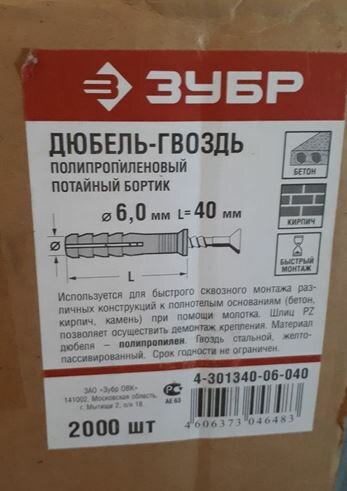 ЗУБР
ДЮБЕЛЬ-ГВОЗДЬ
ПОЛИПРОПИЛЕНОВЫЙ
ПОТАЙНЫЙ БОРТИК
ø 6,0 мм L= 40 мм
БЕТОН
КИРПИЧ
БЫСТРЫЙ
МОНТАЖ
ø
L
Используется для быстрого сквозного монтажа раз-
личных конструкций к полнотелым основаниям (бетон,
кирпич, камень) при помощи молотка. Шлиц PZ
позволяет осуществить демонтаж крепления. Материал
дюбеля – полипропилен. Гвоздь стальной, желто-
пассивированный. Срок годности не ограничен.
ЗАО «Зубр ОВК»
141002, Московская область,
г. Мытищи 2, о/я 18.
АЕ 63
2000 шт
4-301340-06-040
4606373046483